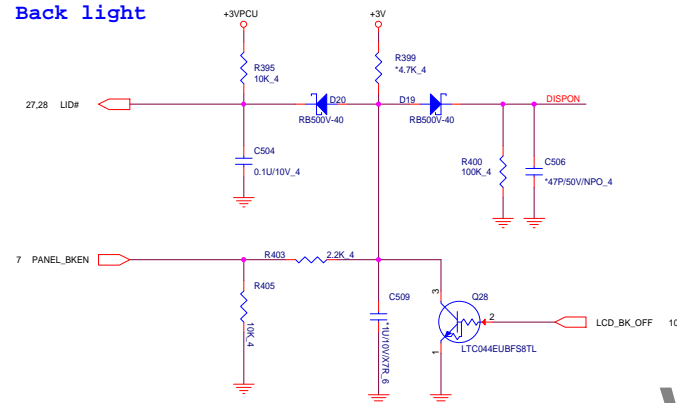 Back light
+3VPCU
+3V
R395
10K_4
R399
*4.7K_4
27,28 LID#
D20
RB500V-40
D19
RB500V-40
DISPON
C504
0.1U/10V_4
R400
100K_4
C506
*47P/50V/NPO_4
7 PANEL_BKEN
R403
2.2K_4
R405
10K_4
C509
*1U/10V/X7R_6
3
Q28
2
1
LTC044EUBFS8TL
LCD_BK_OFF 10